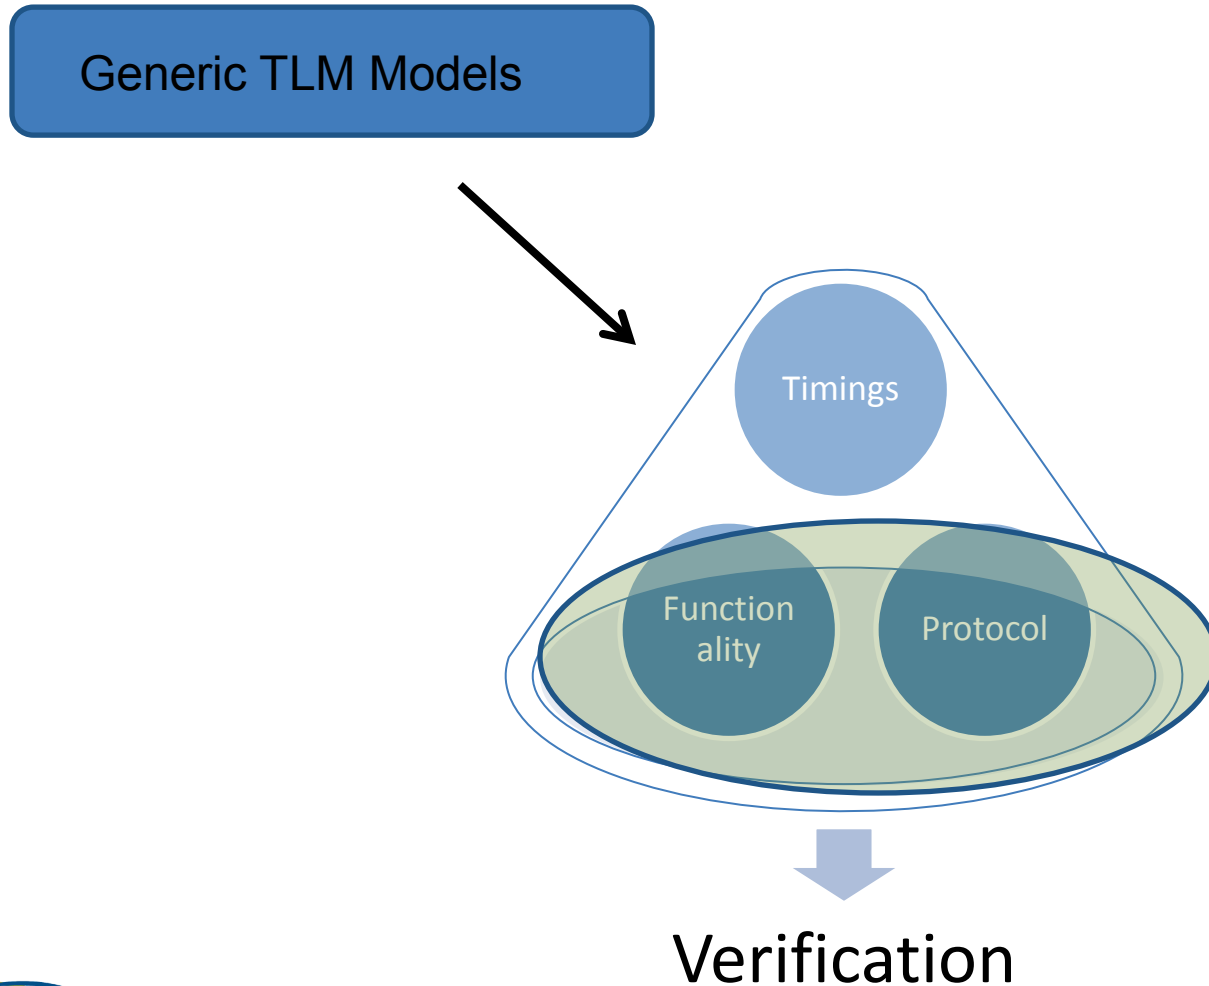 Generic TLM Models
Timings
Function
ality
Protocol
Verification